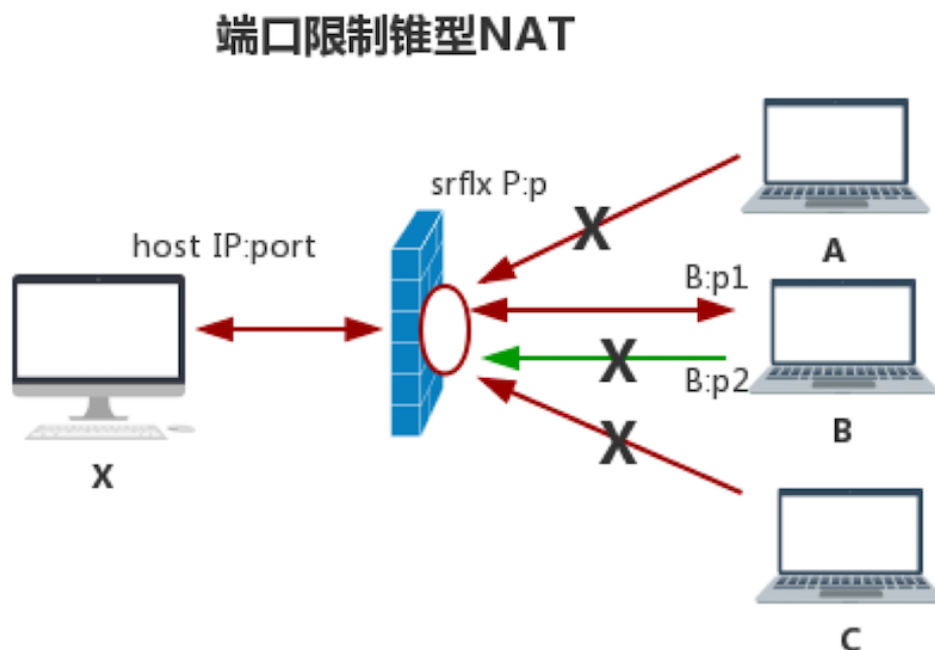 端口限制锥型NAT
srflx P:p
host IP:port
X
A
B:p1
X
B:p2
B
X
X
C